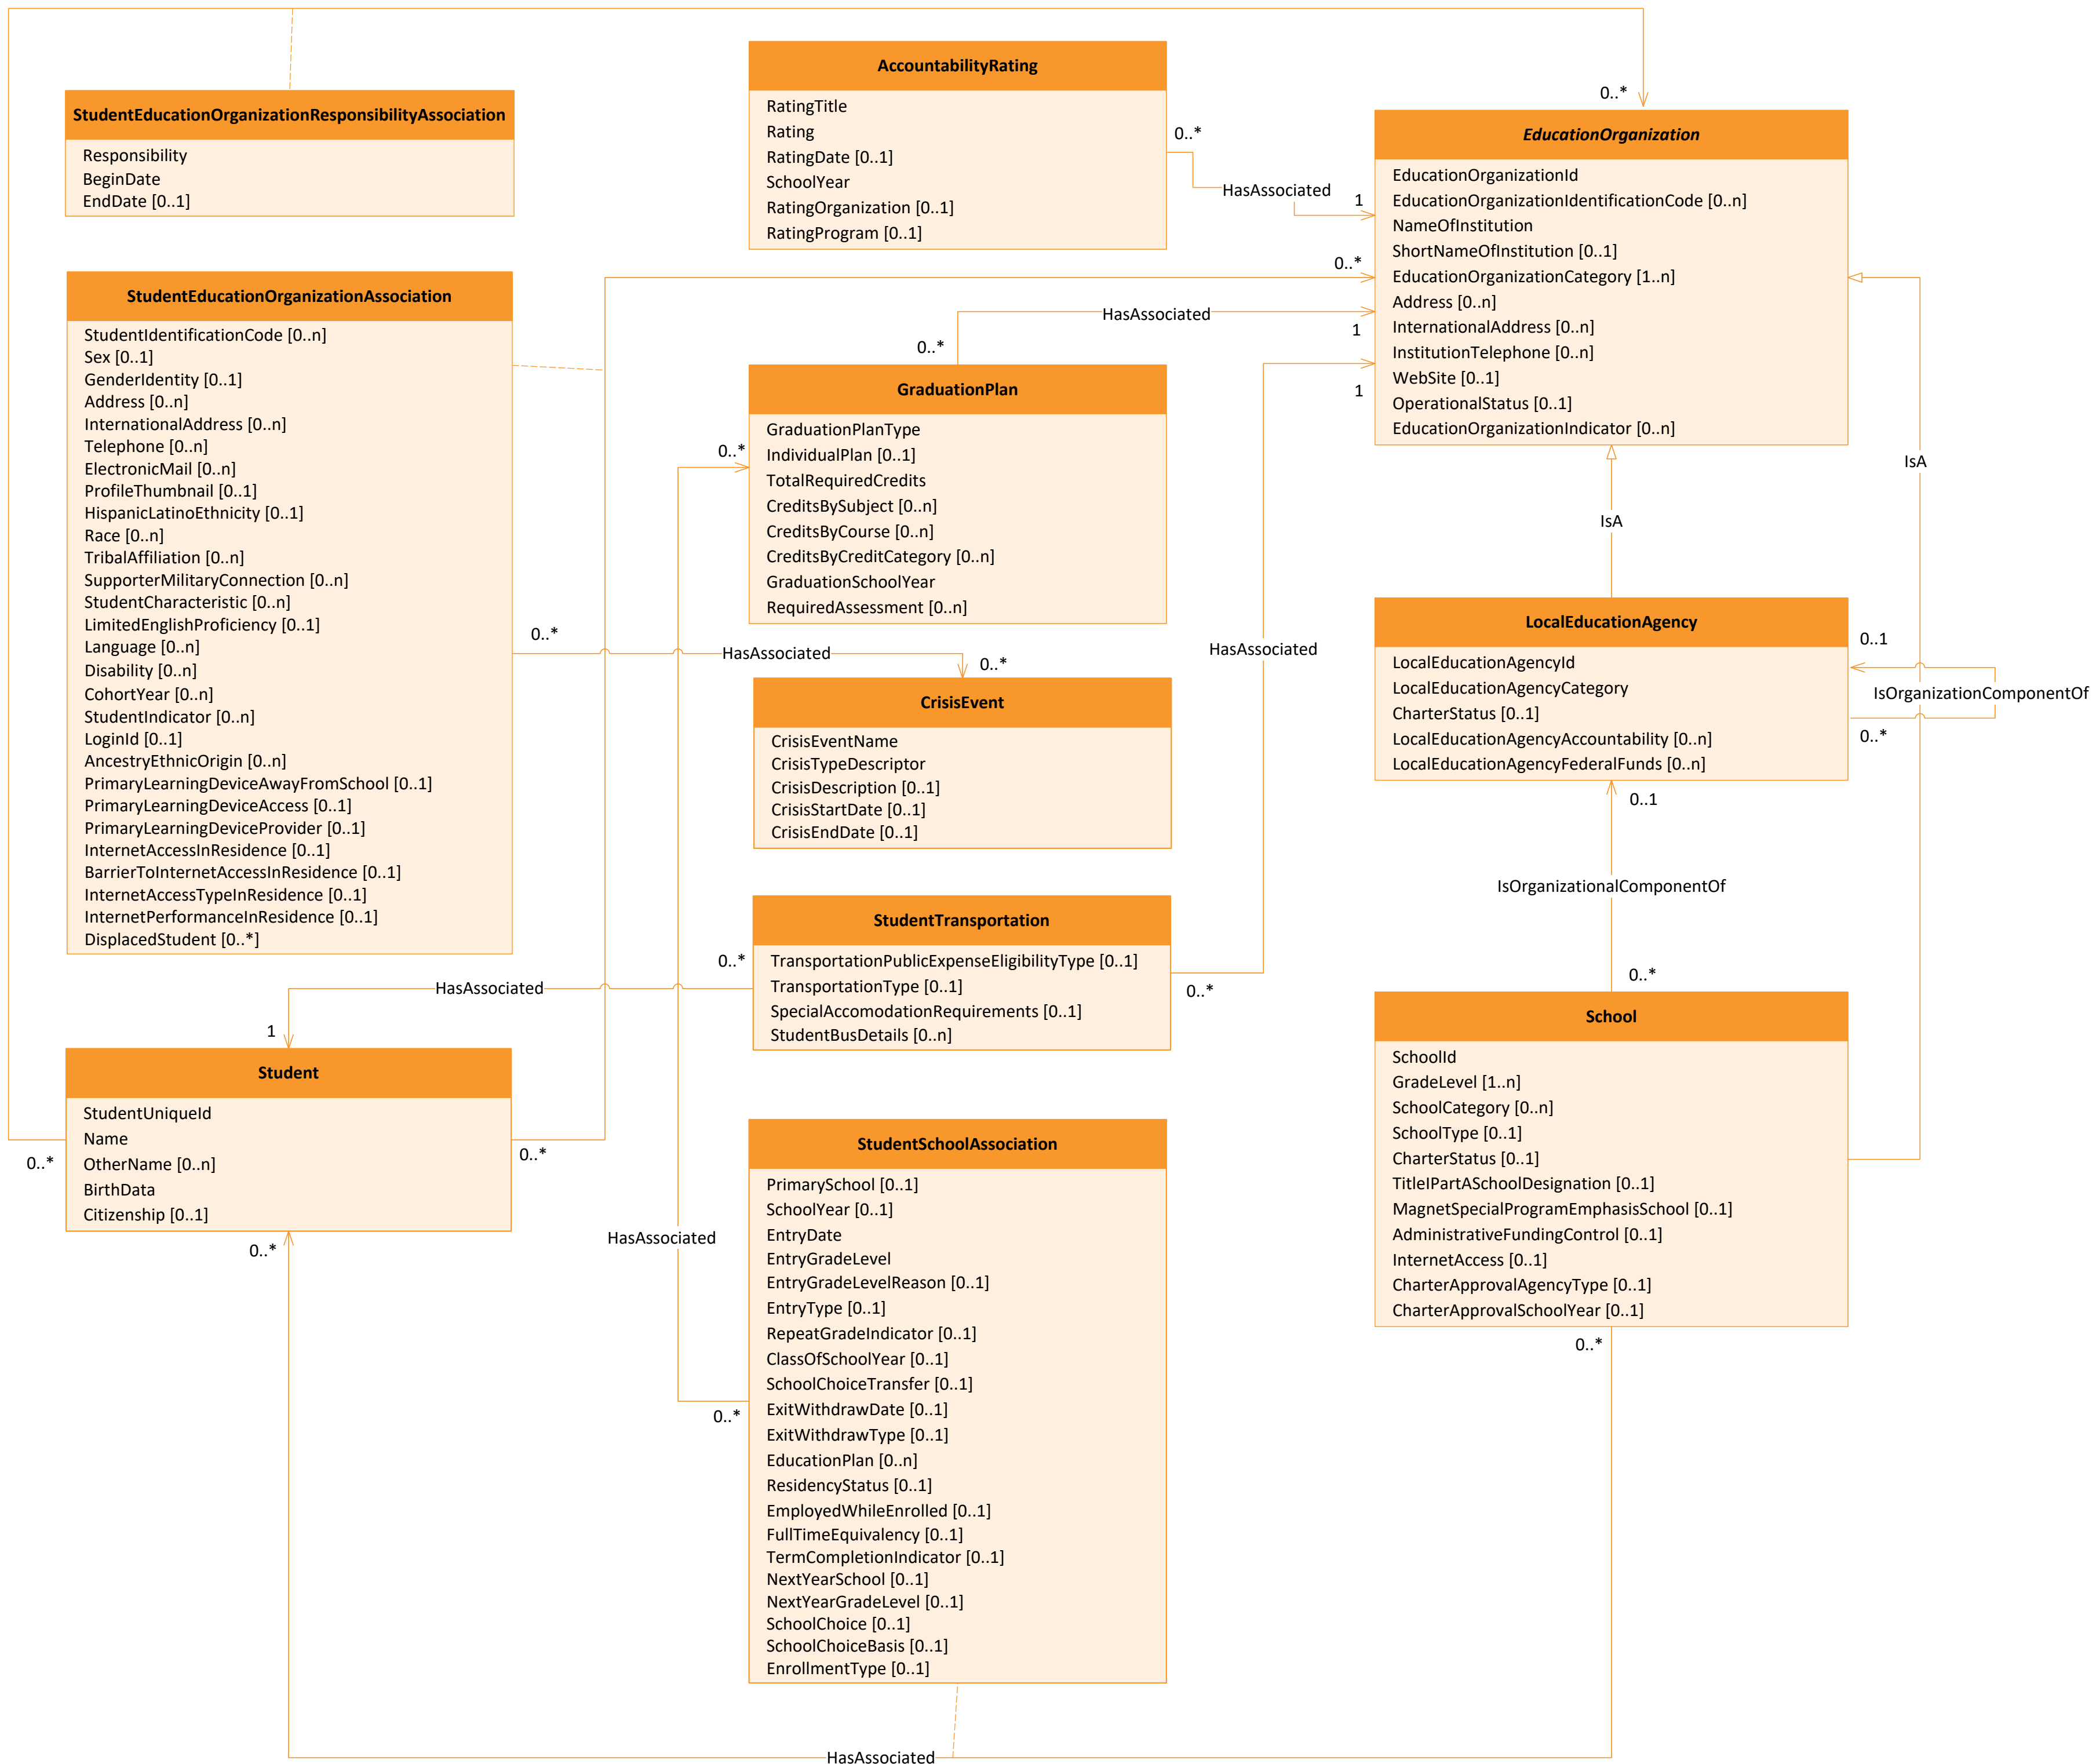 StudentEducationOrganizationResponsibilityAssociation
Responsibility
BeginDate
EndDate [0..1]
AccountabilityRating
RatingTitle
Rating
RatingDate [0..1]
SchoolYear
RatingOrganization [0..1]
RatingProgram [0..1]
0..*
HasAssociated
1
0..*
EducationOrganization
EducationOrganizationId
EducationOrganizationIdentificationCode [0..n]
NameOfInstitution
ShortNameOfInstitution [0..1]
EducationOrganizationCategory [1..n]
Address [0..n]
InternationalAddress [0..n]
InstitutionTelephone [0..n]
WebSite [0..1]
OperationalStatus [0..1]
EducationOrganizationIndicator [0..n]
0..*
HasAssociated
1
0..*
1
StudentEducationOrganizationAssociation
StudentIdentificationCode [0..n]
Sex [0..1]
GenderIdentity [0..1]
Address [0..n]
InternationalAddress [0..n]
Telephone [0..n]
ElectronicMail [0..n]
ProfileThumbnail [0..1]
HispanicLatinoEthnicity [0..1]
Race [0..n]
TribalAffiliation [0..n]
SupporterMilitaryConnection [0..n]
StudentCharacteristic [0..n]
LimitedEnglishProficiency [0..1]
Language [0..n]
Disability [0..n]
CohortYear [0..n]
StudentIndicator [0..n]
LoginId [0..1]
AncestryEthnicOrigin [0..n]
PrimaryLearningDeviceAwayFromSchool [0..1]
PrimaryLearningDeviceAccess [0..1]
PrimaryLearningDeviceProvider [0..1]
InternetAccessInResidence [0..1]
BarrierToInternetAccessInResidence [0..1]
InternetAccessTypeInResidence [0..1]
InternetPerformanceInResidence [0..1]
DisplacedStudent [0..*]
GraduationPlan
GraduationPlanType
IndividualPlan [0..1]
TotalRequiredCredits
CreditsBySubject [0..n]
CreditsByCourse [0..n]
CreditsByCreditCategory [0..n]
GraduationSchoolYear
RequiredAssessment [0..n]
0..*
IsA
IsA
0..*
HasAssociated
0..*
HasAssociated
CrisisEvent
CrisisEventName
CrisisTypeDescriptor
CrisisDescription [0..1]
CrisisStartDate [0..1]
CrisisEndDate [0..1]
LocalEducationAgency
LocalEducationAgencyId
LocalEducationAgencyCategory
CharterStatus [0..1]
LocalEducationAgencyAccountability [0..n]
LocalEducationAgencyFederalFunds [0..n]
0..1
IsOrganizationComponentOf
0..*
0..1
IsOrganizationalComponentOf
0..*
StudentTransportation
TransportationPublicExpenseEligibilityType [0..1]
TransportationType [0..1]
SpecialAccomodationRequirements [0..1]
StudentBusDetails [0..n]
0..*
HasAssociated
0..*
1
Student
StudentUniqueId
Name
OtherName [0..n]
BirthData
Citizenship [0..1]
0..*
0..*
0..*
School
SchoolId
GradeLevel [1..n]
SchoolCategory [0..n]
SchoolType [0..1]
CharterStatus [0..1]
TitleIPartASchoolDesignation [0..1]
MagnetSpecialProgramEmphasisSchool [0..1]
AdministrativeFundingControl [0..1]
InternetAccess [0..1]
CharterApprovalAgencyType [0..1]
CharterApprovalSchoolYear [0..1]
0..*
StudentSchoolAssociation
PrimarySchool [0..1]
SchoolYear [0..1]
EntryDate
EntryGradeLevel
EntryGradeLevelReason [0..1]
EntryType [0..1]
RepeatGradeIndicator [0..1]
ClassOfSchoolYear [0..1]
SchoolChoiceTransfer [0..1]
ExitWithdrawDate [0..1]
ExitWithdrawType [0..1]
EducationPlan [0..n]
ResidencyStatus [0..1]
EmployedWhileEnrolled [0..1]
FullTimeEquivalency [0..1]
TermCompletionIndicator [0..1]
NextYearSchool [0..1]
NextYearGradeLevel [0..1]
SchoolChoice [0..1]
SchoolChoiceBasis [0..1]
EnrollmentType [0..1]
HasAssociated
0..*
HasAssociated